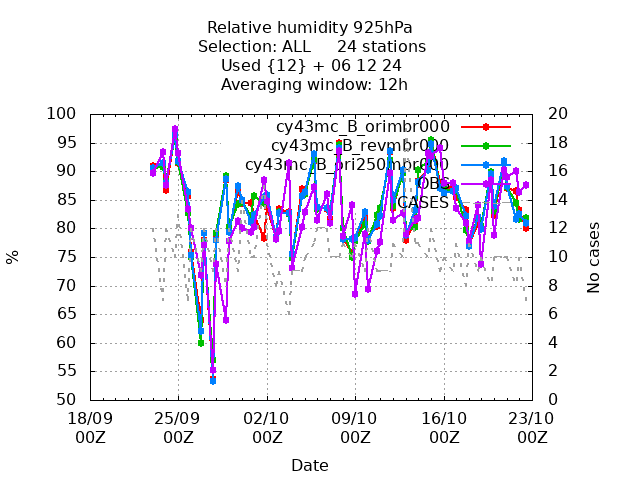 Relative humidity 925hPa
Selection: ALL 24 stations
Used {12} + 06 12 24
Averaging window: 12h
100
95
90
85
80
75
70
65
60
55
50
20
18
16
14
12
10
8
6
4
2
0
cy43mc_B_orimbr000
cy43mc_B_revmbr000
cy43mc_B_ori250mbr000
OBS
CASES
%
No cases
18/09 25/09 02/10 09/10 16/10 23/10
00Z 00Z 00Z 00Z 00Z 00Z
Date